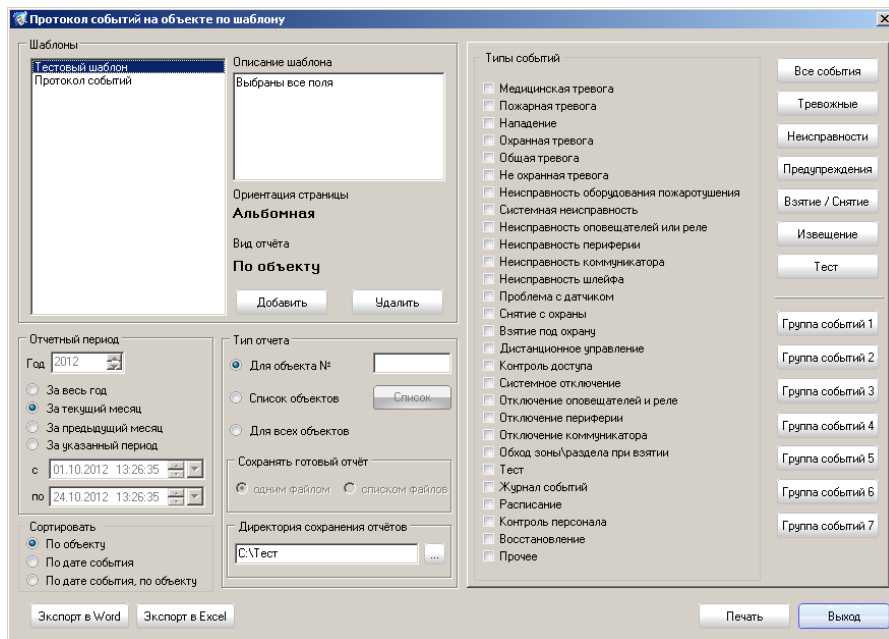 Протокол событий на объекте по шаблону
Шаблоны
Тестовый шаблон
Протокол событий
Описание шаблона
Выбраны все поля
Ориентация страницы
Альбомная
Вид отчёта
По объекту
Добавить
Удалить
Отчетный период
Год 2012
За весь год
За текущий месяц
За предыдущий месяц
За указанный период
с 01.10.2012 13:26:35
по 24.10.2012 13:26:35
Сортировать
По объекту
По дате события
По дате события, по объекту
Тип отчета
Для объекта №
Список объектов
Список
Для всех объектов
Сохранять готовый отчёт
одним файлом
списком файлов
Директория сохранения отчётов
C:\Тест
...
Типы событий
Медицинская тревога
Пожарная тревога
Нападение
Охранная тревога
Общая тревога
Не охранная тревога
Неисправность оборудования пожаротушения
Системная неисправность
Неисправность оповещателей или реле
Неисправность периферии
Неисправность коммуникатора
Неисправность шлейфа
Проблема с датчиком
Снятие с охраны
Взятие под охрану
Дистанционное управление
Контроль доступа
Системное отключение
Отключение оповещателей и реле
Отключение периферии
Отключение коммуникатора
Обход зоны\раздела при взятии
Тест
Журнал событий
Расписание
Контроль персонала
Восстановление
Прочее
Все события
Тревожные
Неисправности
Предупреждения
Взятие / Снятие
Извещение
Тест
Группа событий 1
Группа событий 2
Группа событий 3
Группа событий 4
Группа событий 5
Группа событий 6
Группа событий 7
Экспорт в Word
Экспорт в Excel
Печать
Выход